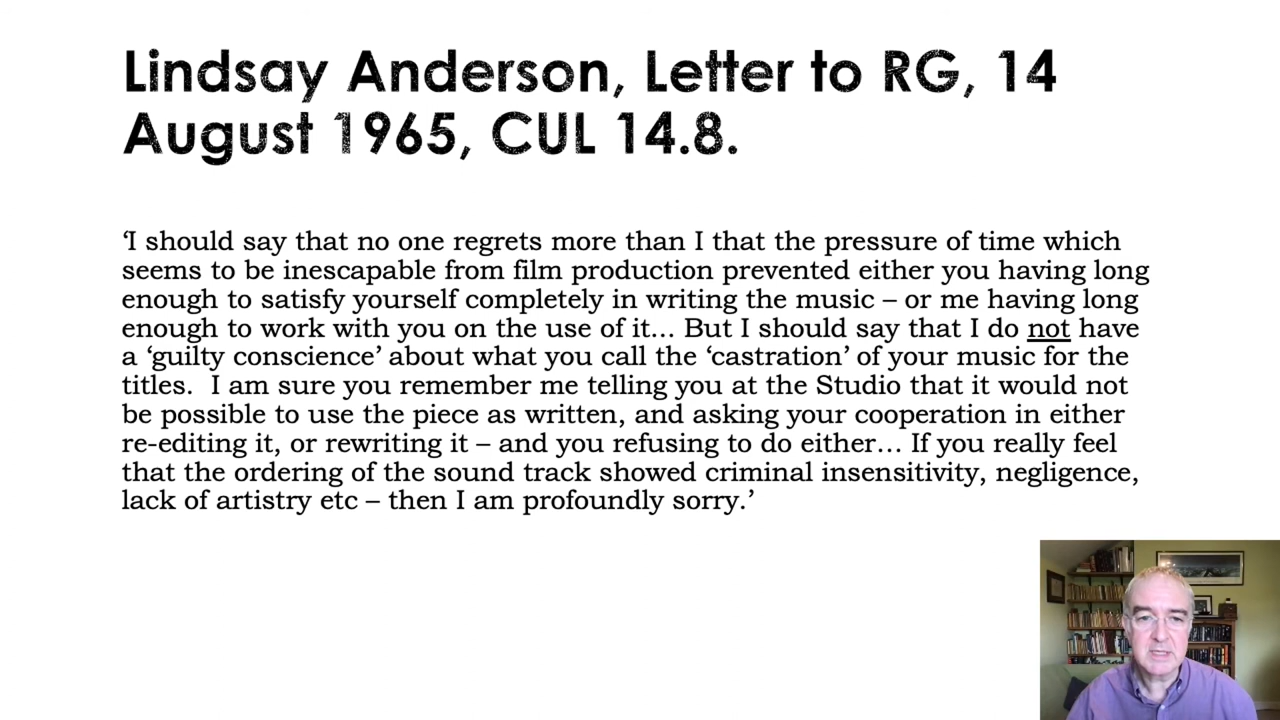 Lindsay Anderson, Letter to RG, 14
August 1965, CUL 14.8.
‘I should say that no one regrets more than I that the pressure of time which
seems to be inescapable from film production prevented either you having long
enough to satisfy yourself completely in writing the music – or me having long
enough to work with you on the use of it… But I should say that I do not have
a ‘guilty conscience’ about what you call the ‘castration’ of your music for the
titles.  I am sure you remember me telling you at the Studio that it would not
be possible to use the piece as written, and asking your cooperation in either
re-editing it, or rewriting it – and you refusing to do either… If you really feel
that the ordering of the sound track showed criminal insensitivity, negligence,
lack of artistry etc – then I am profoundly sorry.’